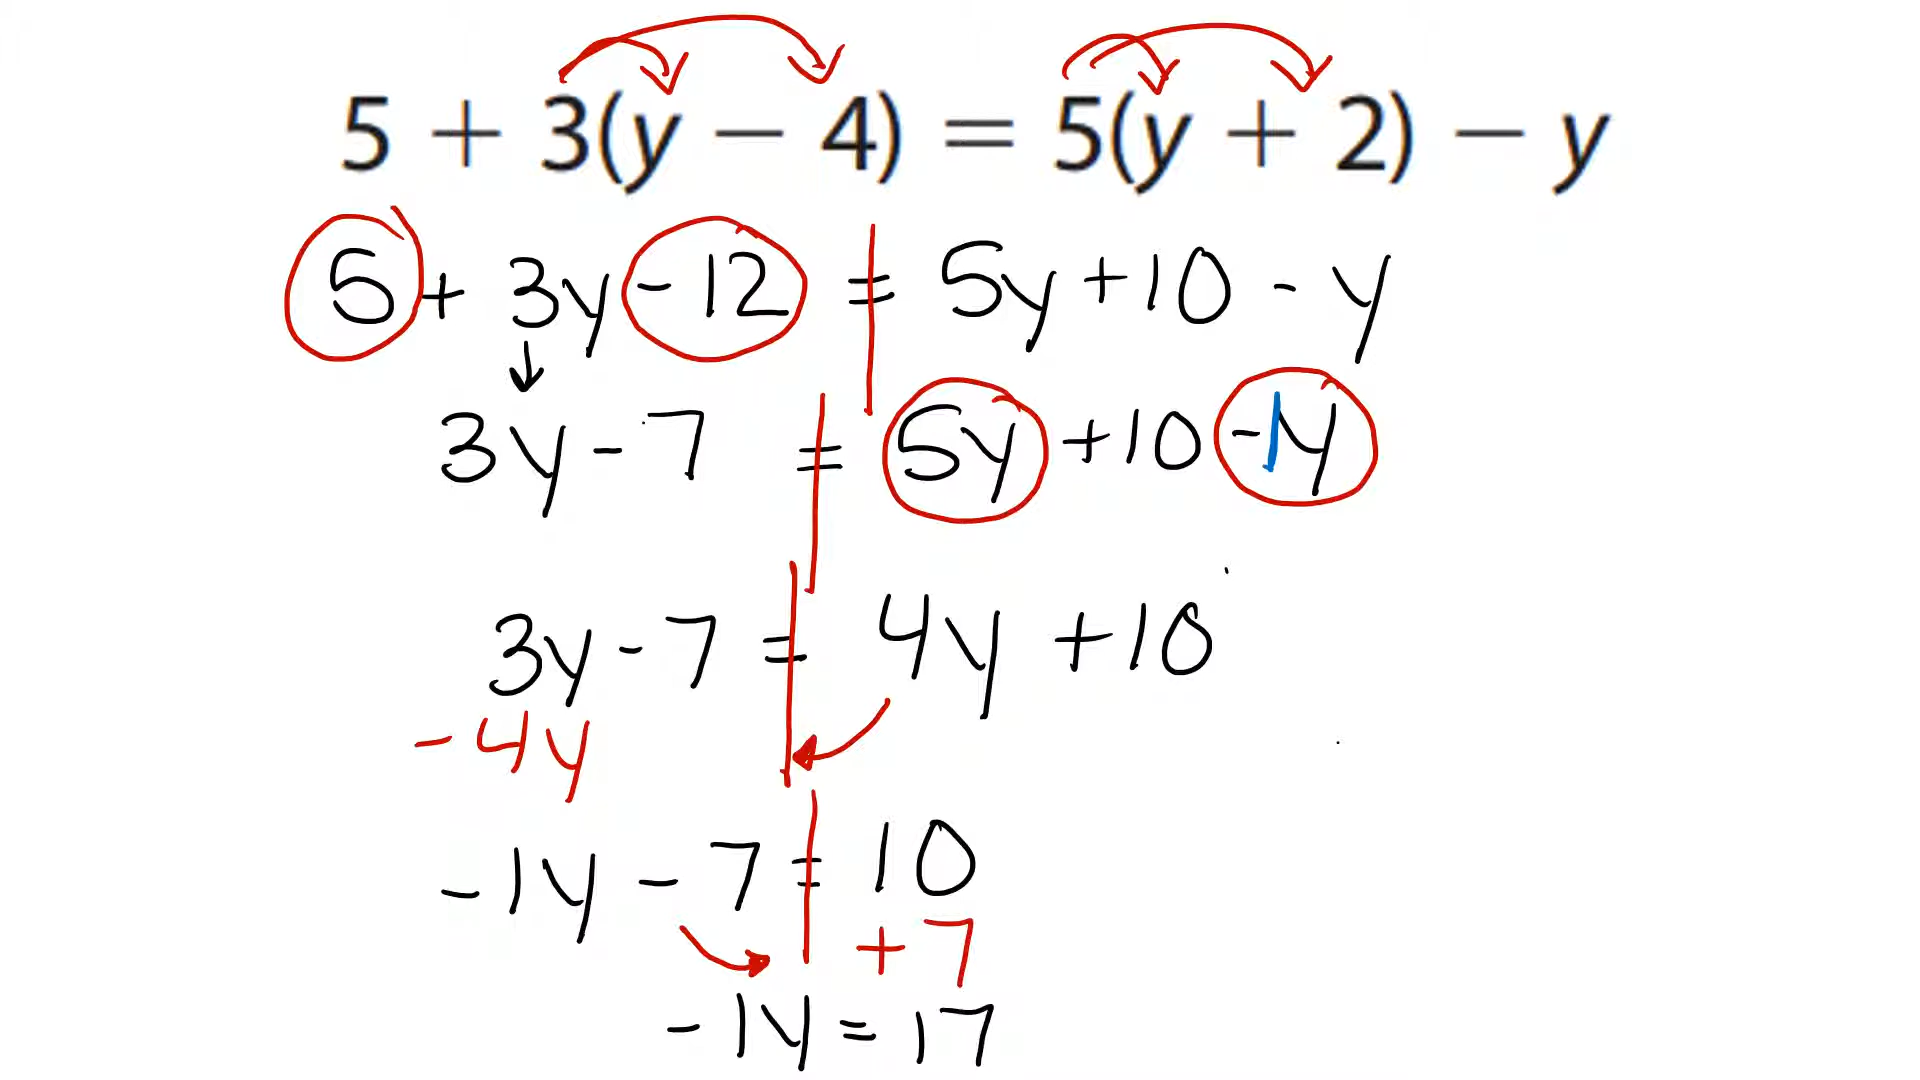 5 + 3(y − 4) = 5(y + 2) − y
5 + 3y - 12 = 5y + 10 - y
3y - 7 = 5y + 10 - 1y
3y - 7 = 4y + 10
- 4y
- 1y - 7 = 10
+ 7
- 1y = 17